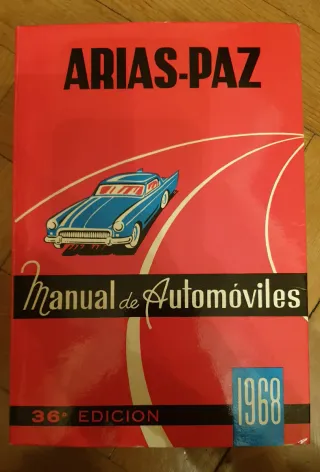 ARIAS-PAZ
Manual de Automóviles
1968
36ª EDICION